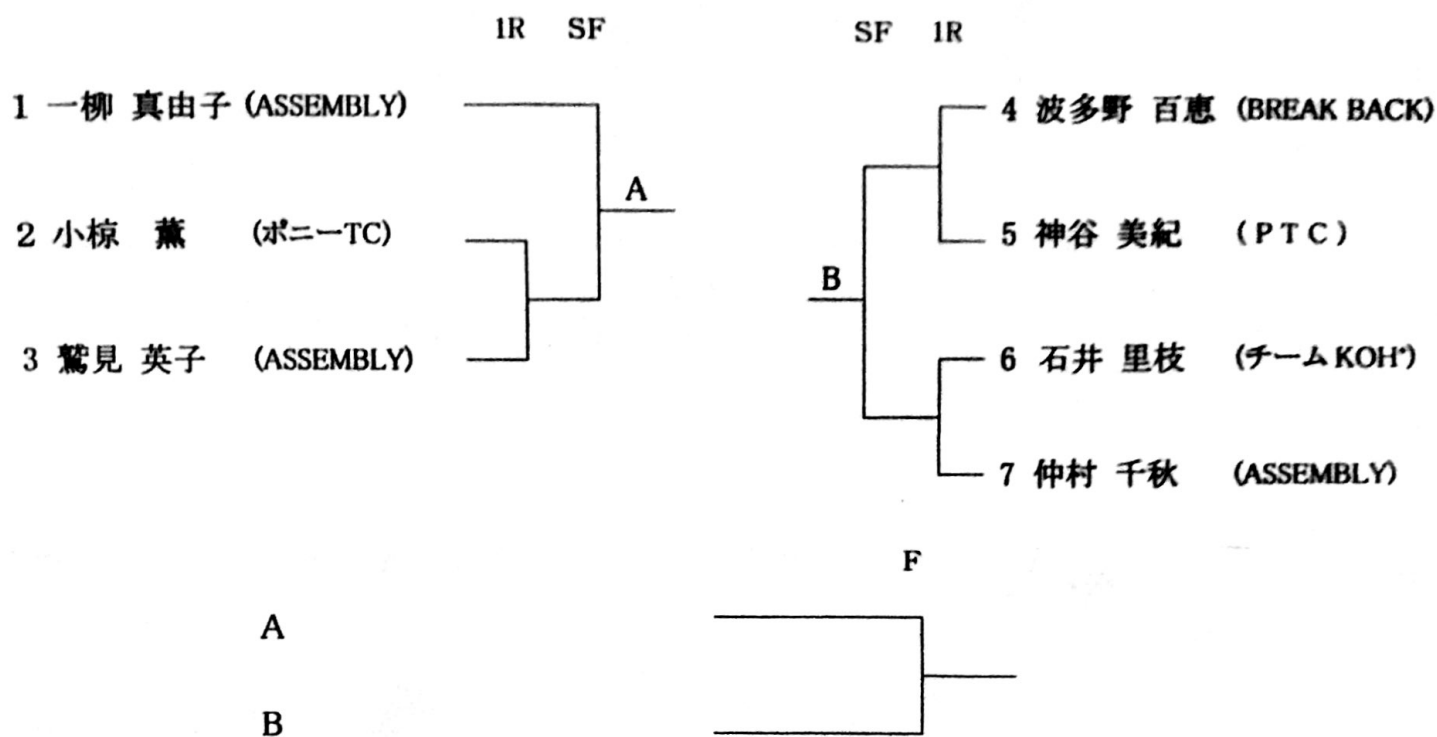 1R SF
SF 1R
1 一柳 真由子 (ASSEMBLY)
2 小椋 薫 (ポニーTC)
3 鷲見 英子 (ASSEMBLY)
A
4 波多野 百恵 (BREAK BACK)
5 神谷 美紀 (PTC)
B
6 石井 里枝 (チームKOH*)
7 仲村 千秋 (ASSEMBLY)
F
A
B